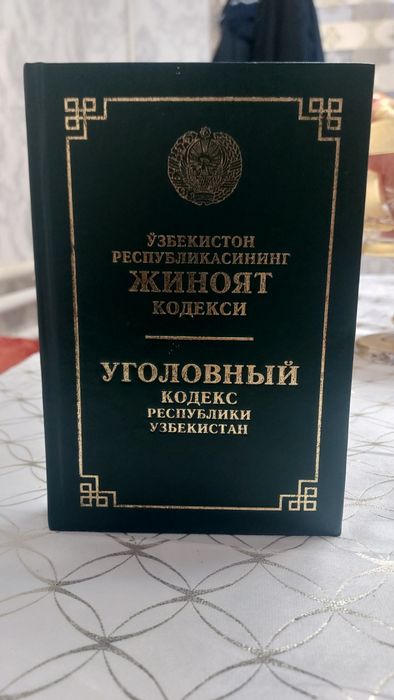 ЎЗБЕКИСТОН
РЕСПУБЛИКАСИНИНГ
ЖИНОЯТ
КОДЕКСИ
УГОЛОВНЫЙ
КОДЕКС
РЕСПУБЛИКИ
УЗБЕКИСТАН